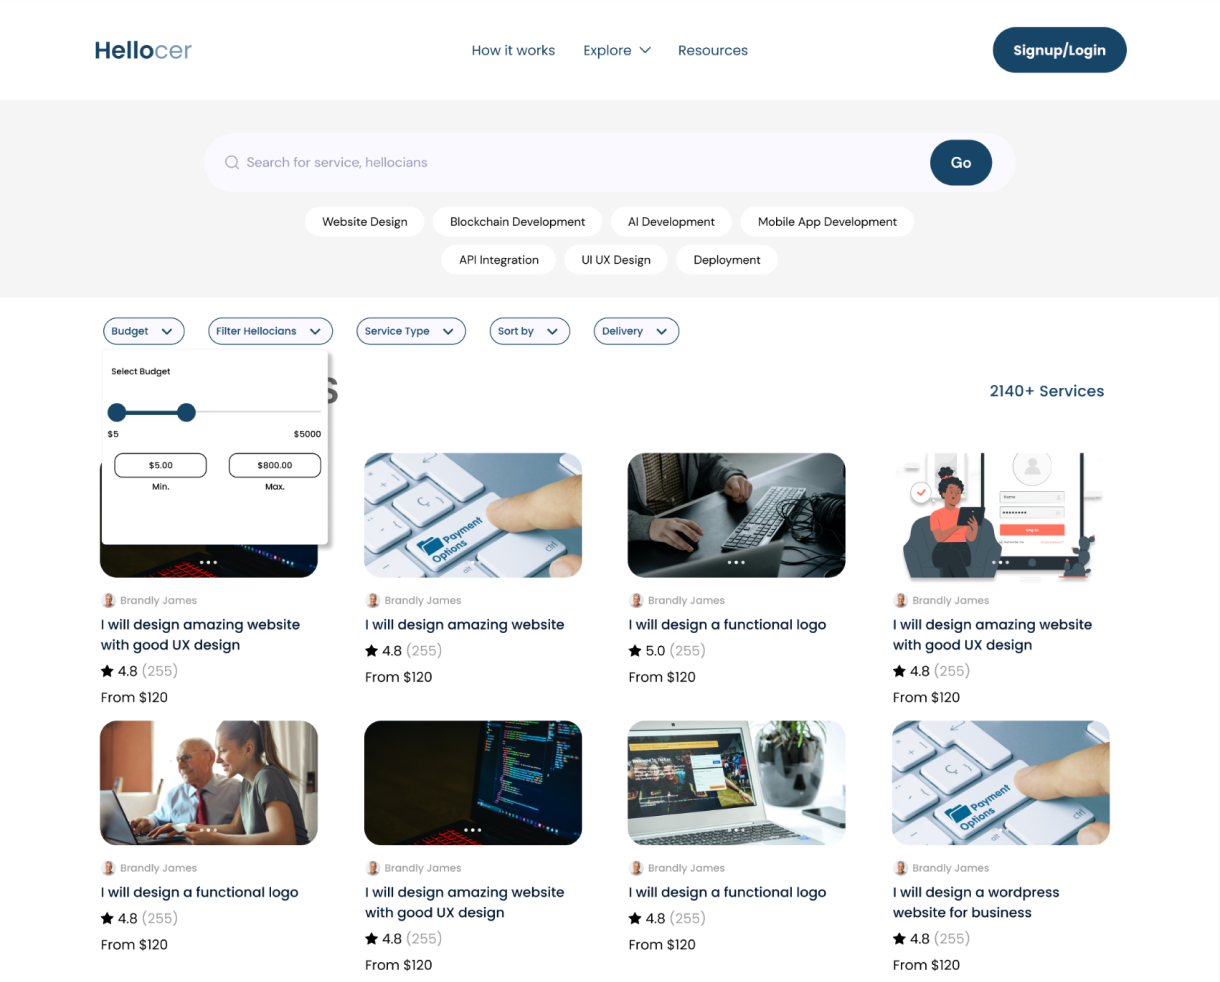 Hellocer
How it works
Explore
Resources
Signup/Login
Search for service, hellocians
Go
Website Design
Blockchain Development
AI Development
Mobile App Development
API Integration
UI UX Design
Deployment
Budget
Filter Hellocians
Service Type
Sort by
Delivery
Select Budget
s
2140+ Services
$5
$5000
$5.00
$800.00
Min.
Max.
Payment
Options
ctrl
Name
Log In
Brandly James
Brandly James
Brandly James
Brandly James
I will design amazing website
with good UX design
I will design amazing website
I will design a functional logo
I will design amazing website
with good UX design
4.8 (255)
4.8 (255)
5.0 (255)
4.8 (255)
From $120
From $120
From $120
From $120
Payment
Options
ctrl
Brandly James
Brandly James
Brandly James
Brandly James
I will design a functional logo
I will design amazing website
with good UX design
I will design a functional logo
I will design a wordpress
website for business
4.8 (255)
4.8 (255)
4.8 (255)
4.8 (255)
From $120
From $120
From $120
From $120